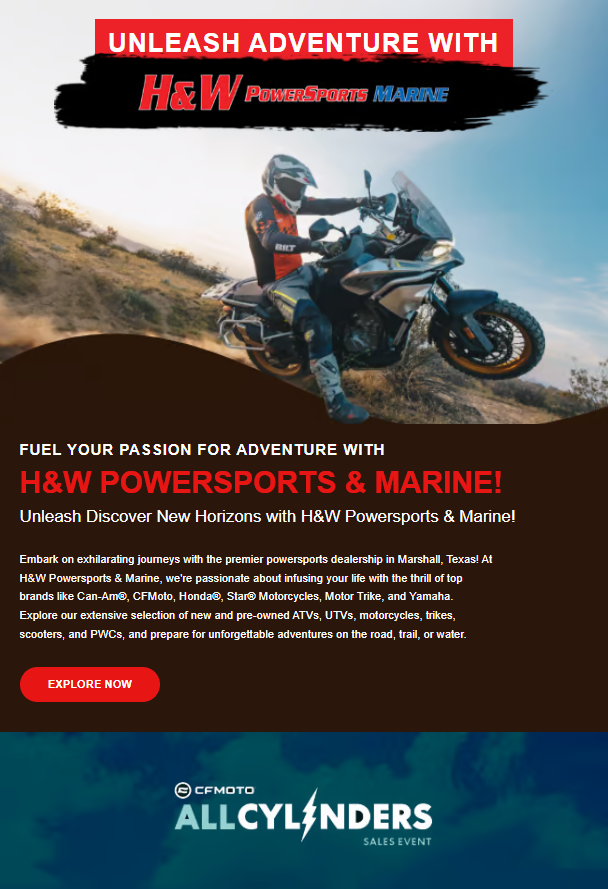 UNLEASH ADVENTURE WITH
H&W POWERSPORTS MARINE
BKT
FUEL YOUR PASSION FOR ADVENTURE WITH
H&W POWERSPORTS & MARINE!
Unleash Discover New Horizons with H&W Powersports & Marine!
Embark on exhilarating journeys with the premier powersports dealership in Marshall, Texas! At
H&W Powersports & Marine, we're passionate about infusing your life with the thrill of top
brands like Can-Am®, CFMoto, Honda®, Star® Motorcycles, Motor Trike, and Yamaha.
Explore our extensive selection of new and pre-owned ATVs, UTVs, motorcycles, trikes,
scooters, and PWCs, and prepare for unforgettable adventures on the road, trail, or water.
EXPLORE NOW
CFMOTO
ALLCYLINDERS
SALES EVENT